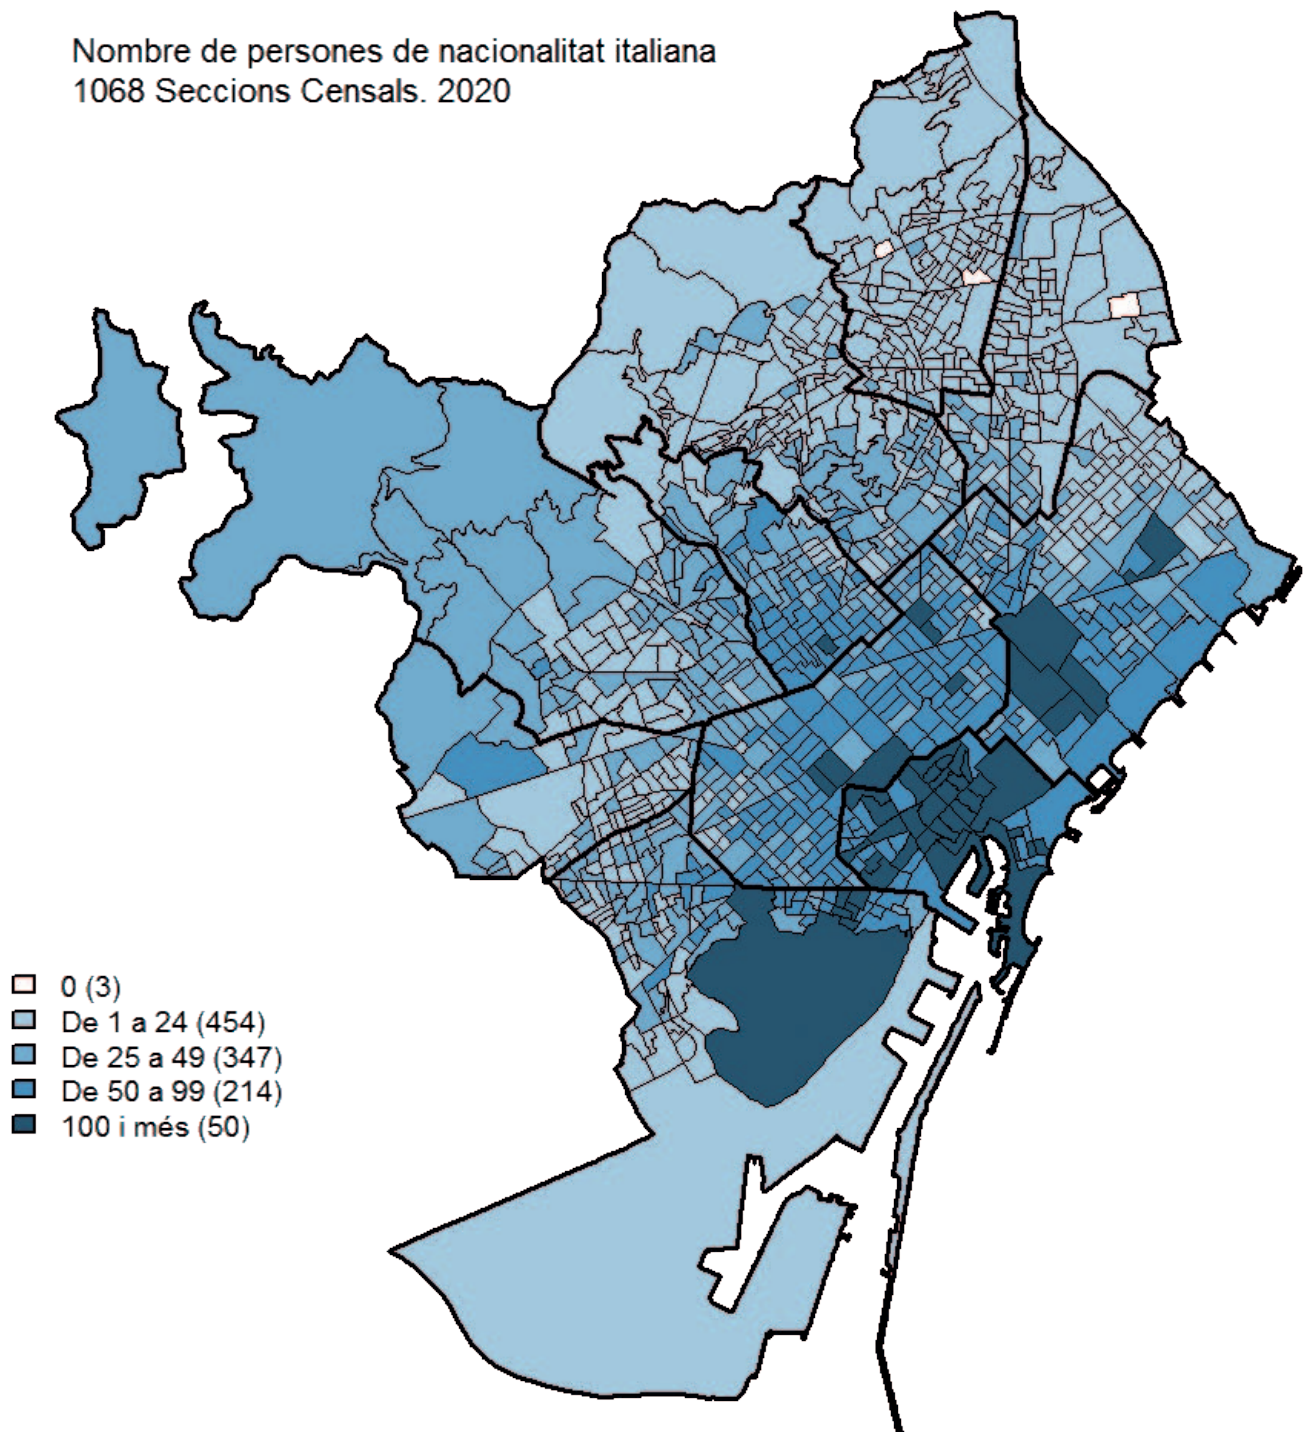 Nombre de persones de nacionalitat italiana
1068 Seccions Censals. 2020
0 (3)
De 1 a 24 (454)
De 25 a 49 (347)
De 50 a 99 (214)
100 i més (50)